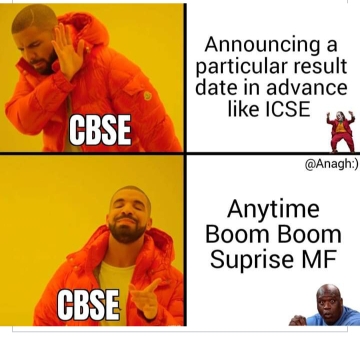 Announcing a
particular result
date in advance
like ICSE
CBSE
@Anagh:)
Anytime
Boom Boom
Suprise MF
CBSE